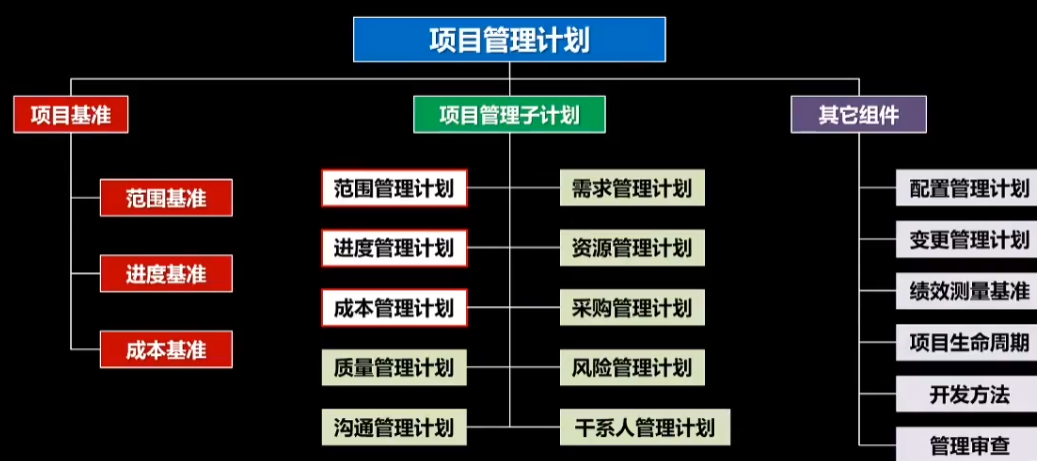 项目管理计划
项目基准
项目管理子计划
其它组件
范围基准
进度基准
成本基准
范围管理计划
需求管理计划
进度管理计划
资源管理计划
成本管理计划
采购管理计划
质量管理计划
风险管理计划
沟通管理计划
干系人管理计划
配置管理计划
变更管理计划
绩效测量基准
项目生命周期
开发方法
管理审查